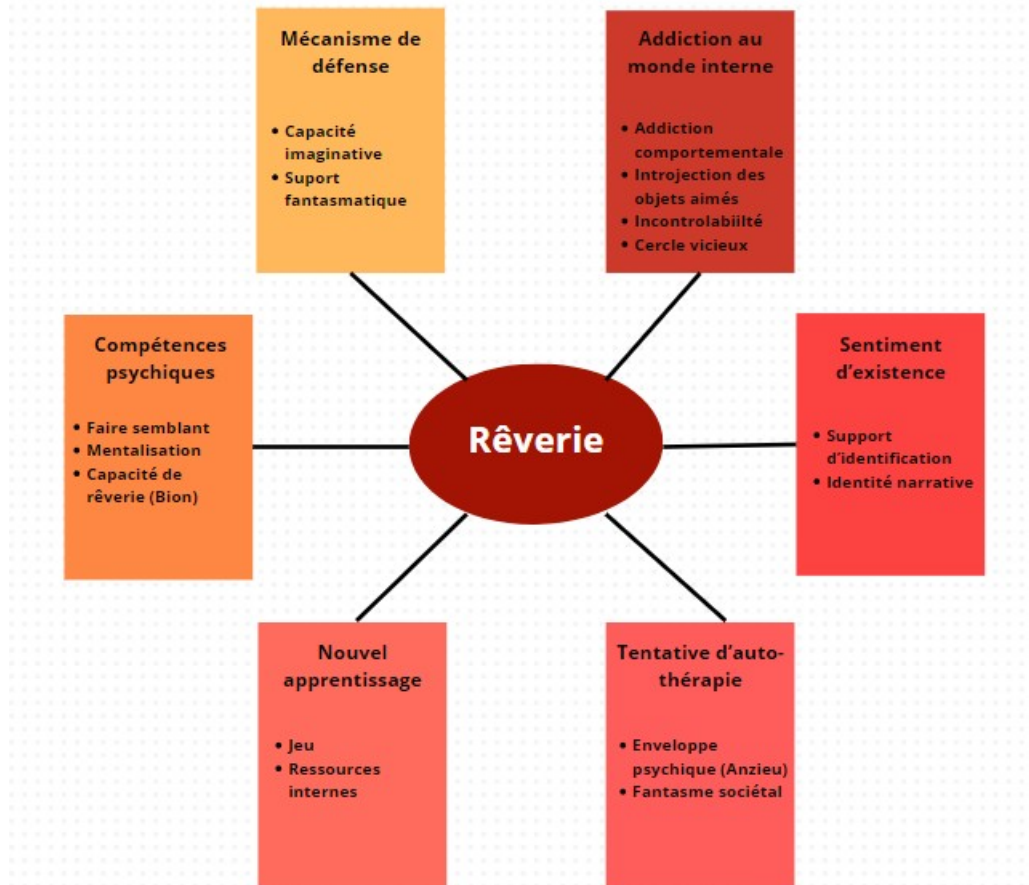 Mécanisme de
défense
• Capacité
imaginative
• Suport
fantasmatique
Addiction au
monde interne
• Addiction
comportementale
• Introjection des
objets aimés
• Incontrolabiilté
• Cercle vicieux
Compétences
psychiques
• Faire semblant
• Mentalisation
• Capacité de
rêverie (Bion)
Rêverie
Sentiment
d'existence
• Support
d'identification
• Identité narrative
Nouvel
apprentissage
• Jeu
• Ressources
internes
Tentative d'auto-
thérapie
• Enveloppe
psychique (Anzieu)
• Fantasme sociétal